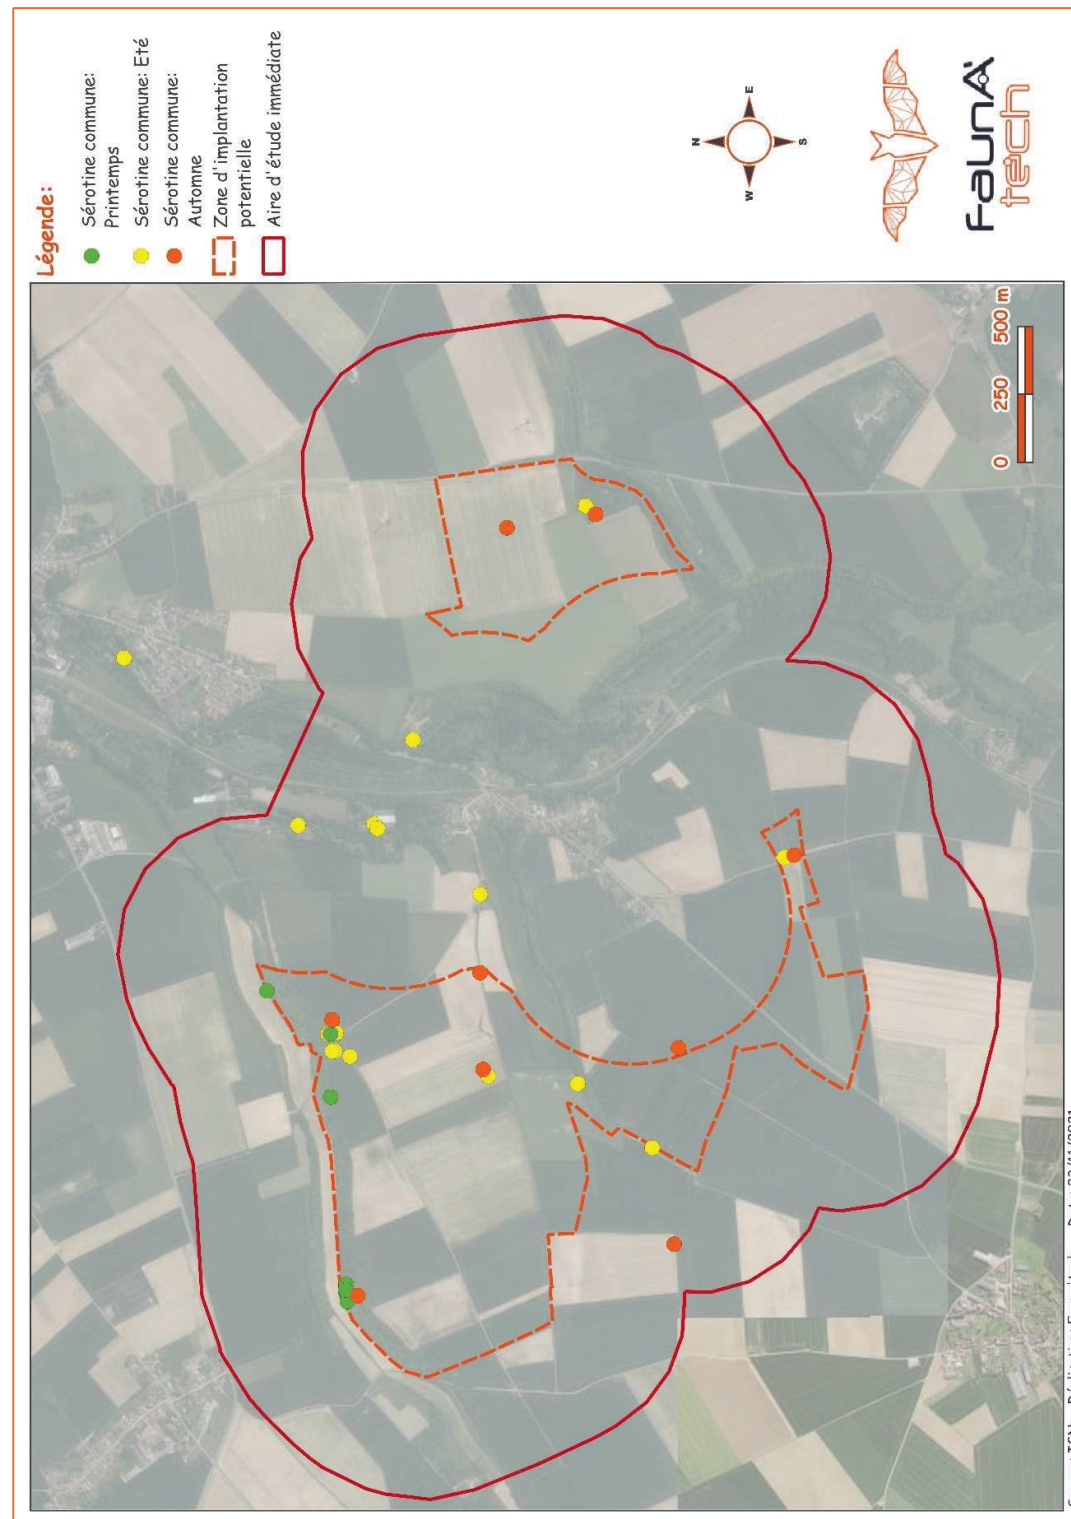 Légende:
Sérotine commune:
Printemps
Sérotine commune: Eté
Sérotine commune:
Automne
Zone d'implantation
potentielle
Aire d'étude immédiate
N
W
E
S
faunA
tech
0 250 500 m